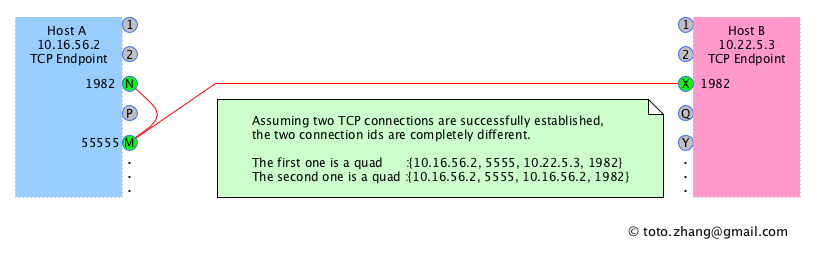 Host A
10.16.56.2
TCP Endpoint
1
2
1982 N
P
55555 M
Host B
10.22.5.3
TCP Endpoint
1
2
X 1982
Q
Y
Assuming two TCP connections are successfully established,
the two connection ids are completely different.
The first one is a quad :{10.16.56.2, 5555, 10.22.5.3, 1982}
The second one is a quad :{10.16.56.2, 5555, 10.16.56.2, 1982}
© toto.zhang@gmail.com